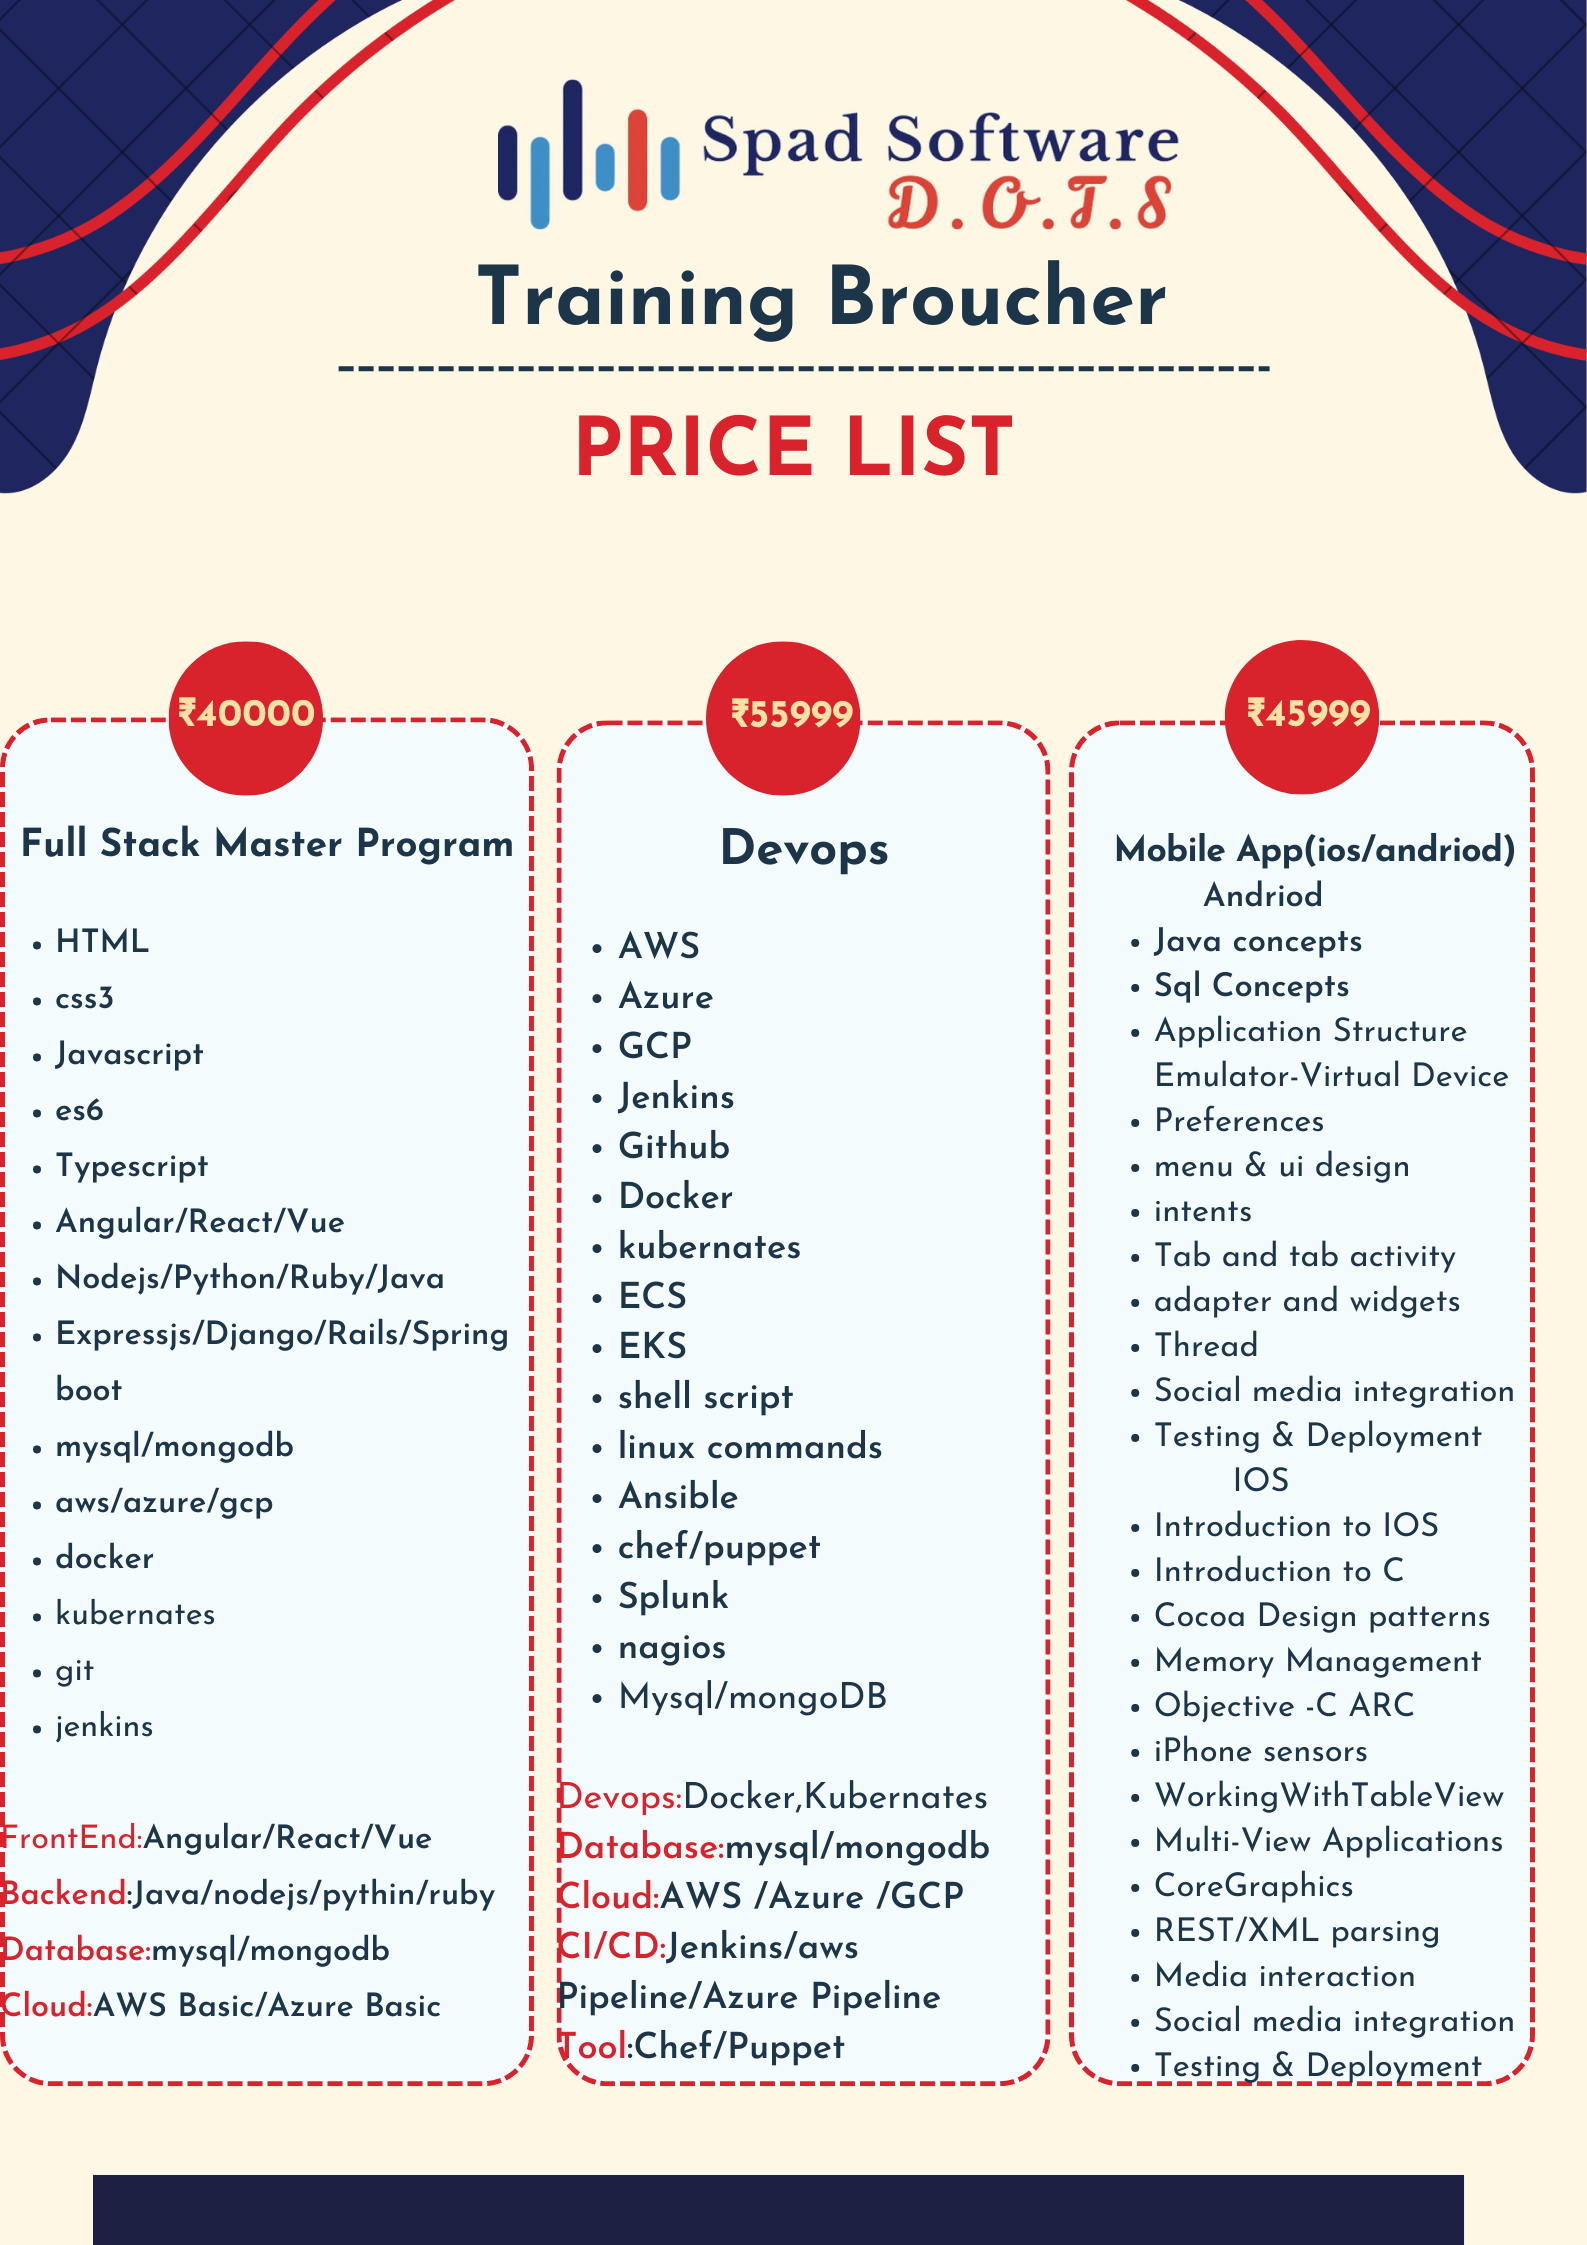 Spad Software
D.O.T.S
Training Broucher
PRICE LIST
₹40000
Full Stack Master Program
HTML
css3
Javascript
es6
Typescript
Angular/React/Vue
Nodejs/Python/Ruby/Java
Expressjs/Django/Rails/Spring
boot
mysql/mongodb
aws/azure/gcp
docker
kubernates
git
jenkins
FrontEnd:Angular/React/Vue
Backend:Java/nodejs/pythin/ruby
Database:mysql/mongodb
Cloud:AWS Basic/Azure Basic
₹55999
Devops
AWS
Azure
GCP
Jenkins
Github
Docker
kubernates
ECS
EKS
shell script
linux commands
Ansible
chef/puppet
Splunk
nagios
Mysql/mongoDB
Devops:Docker,Kubernates
Database:mysql/mongodb
Cloud:AWS /Azure /GCP
CI/CD:Jenkins/aws
Pipeline/Azure Pipeline
Tool:Chef/Puppet
₹45999
Mobile App(ios/andriod)
Andriod
Java concepts
Sql Concepts
Application Structure
Emulator-Virtual Device
Preferences
menu & ui design
intents
Tab and tab activity
adapter and widgets
Thread
Social media integration
Testing & Deployment
IOS
Introduction to IOS
Introduction to C
Cocoa Design patterns
Memory Management
Objective -C ARC
iPhone sensors
WorkingWithTableView
Multi-View Applications
CoreGraphics
REST/XML parsing
Media interaction
Social media integration
Testing & Deployment